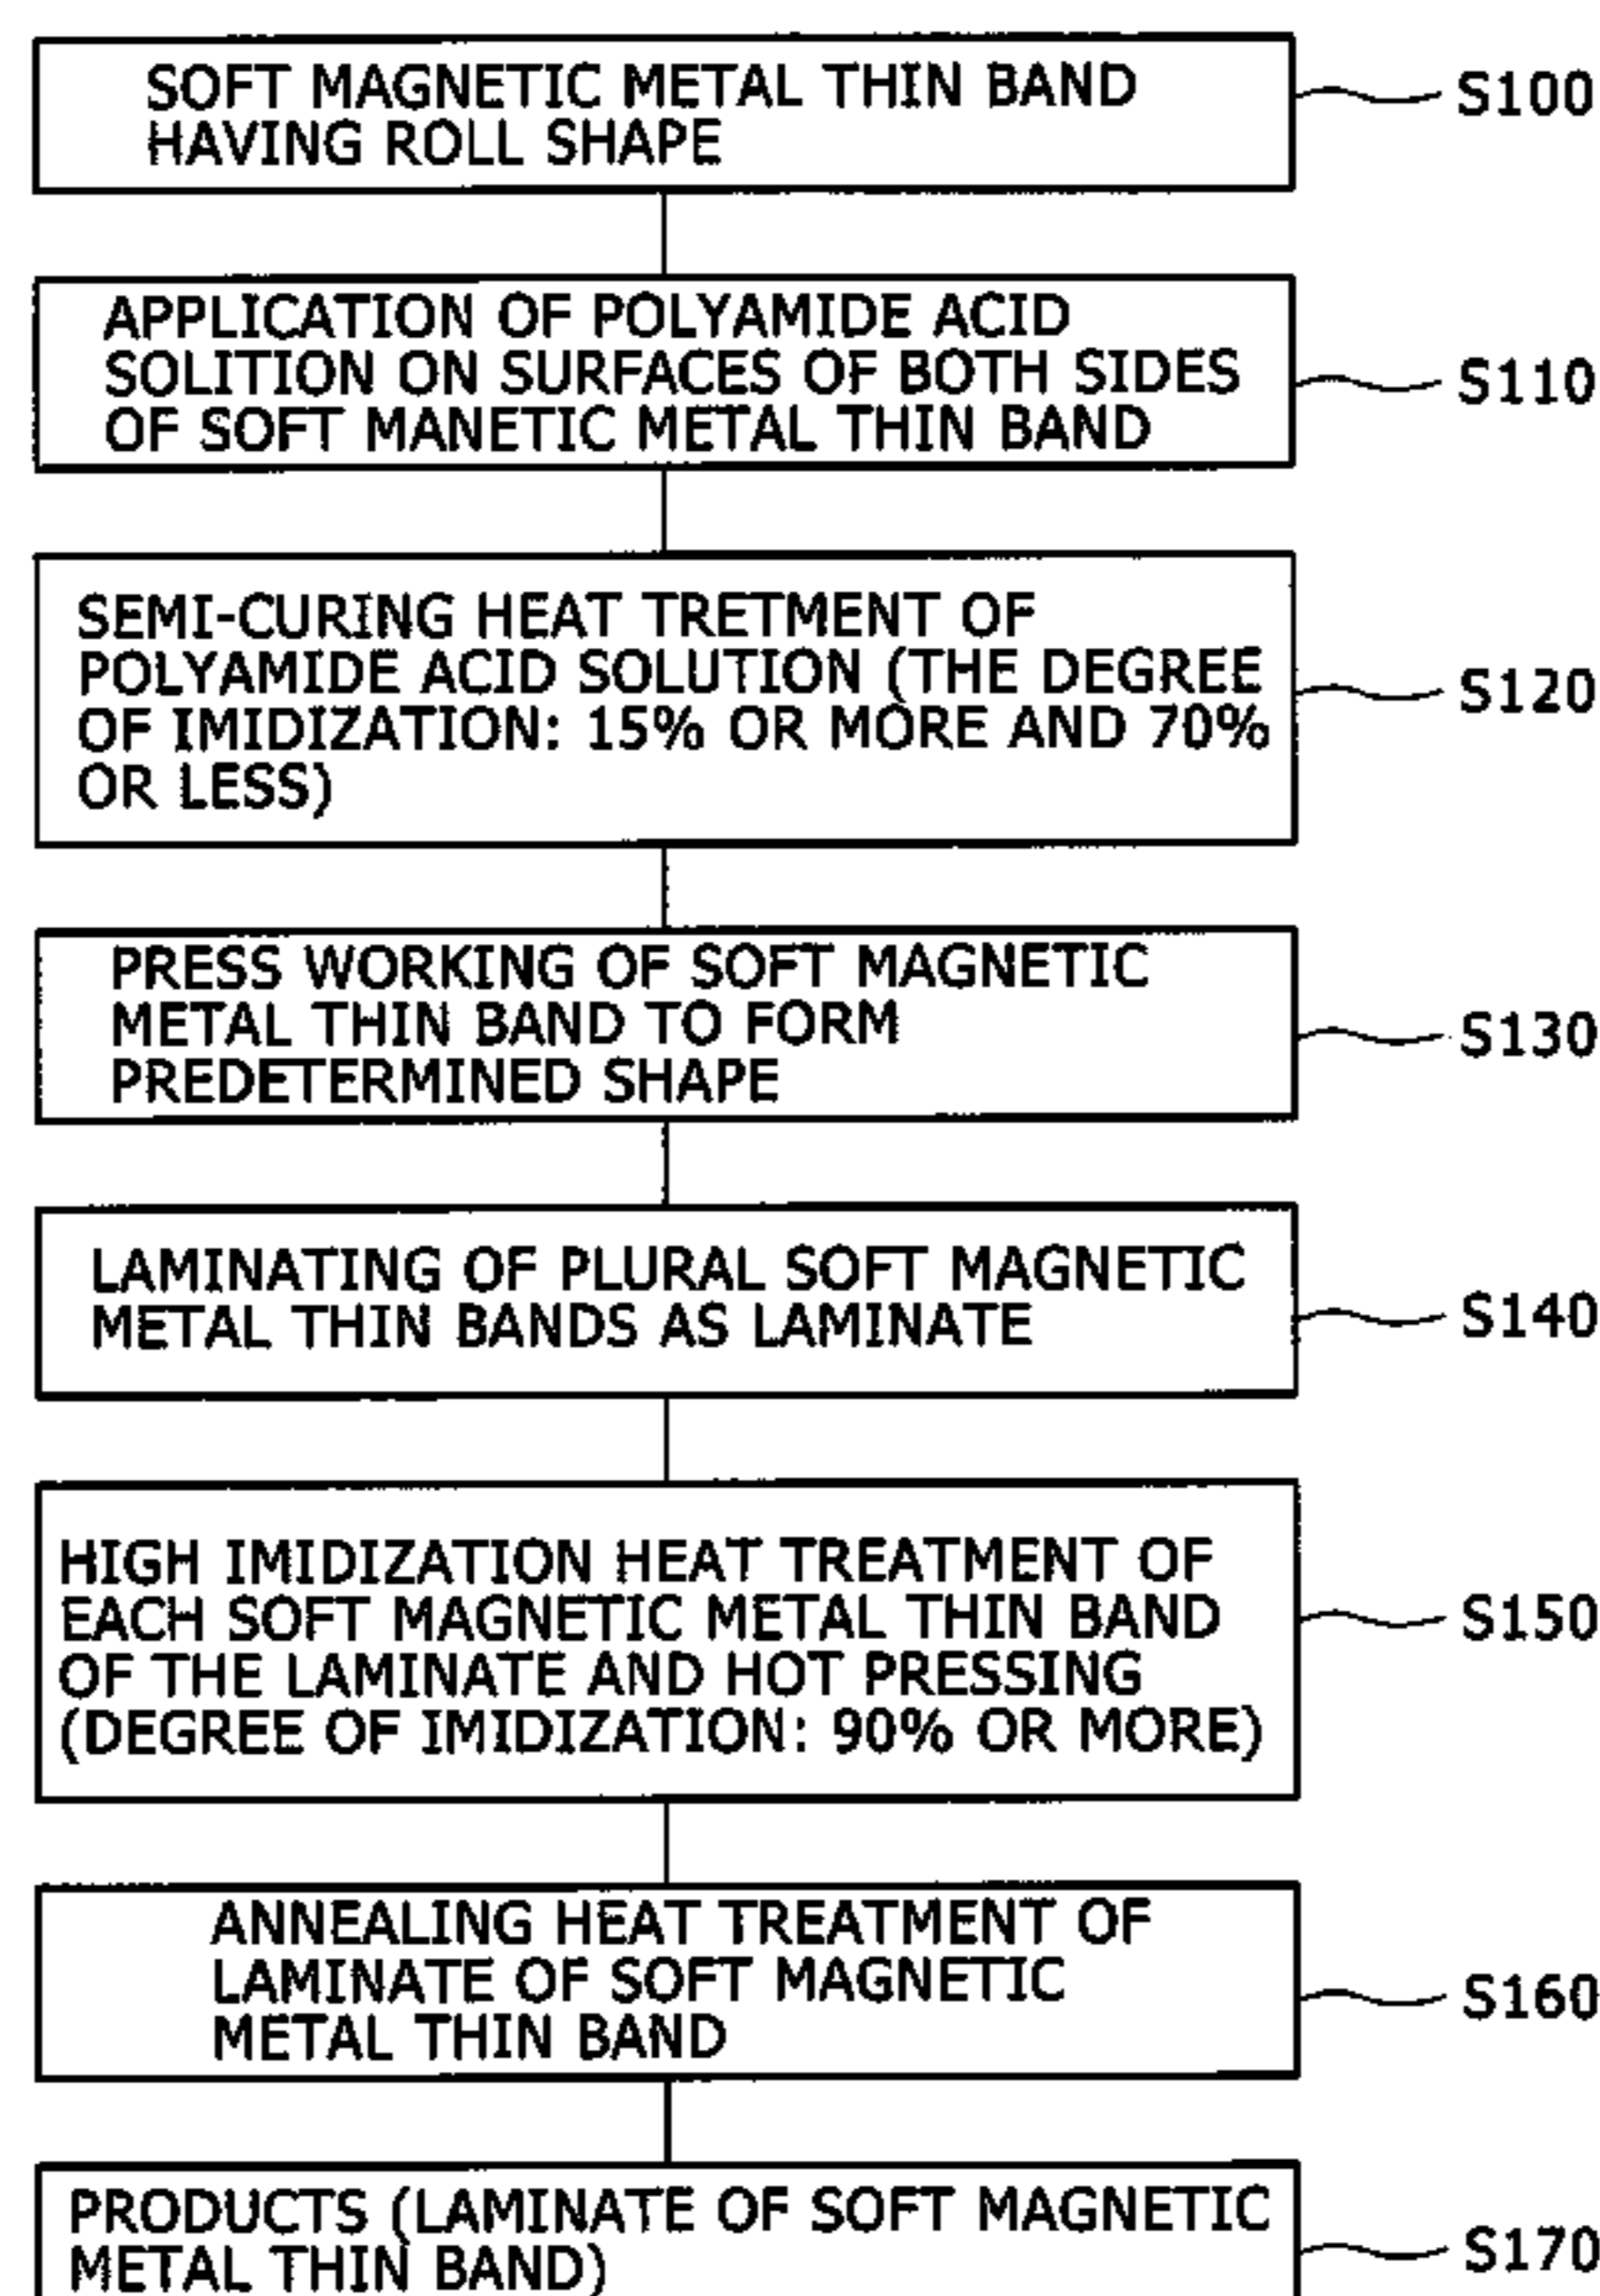 SOFT MAGNETIC METAL THIN BAND
HAVING ROLL SHAPE
S100
APPLICATION OF POLYAMIDE ACID
SOLITION ON SURFACES OF BOTH SIDES
OF SOFT MANETIC METAL THIN BAND
S110
SEMI-CURING HEAT TRETMENT OF
POLYAMIDE ACID SOLUTION (THE DEGREE
OF IMIDIZATION: 15% OR MORE AND 70%
OR LESS)
S120
PRESS WORKING OF SOFT MAGNETIC
METAL THIN BAND TO FORM
PREDETERMINED SHAPE
S130
LAMINATING OF PLURAL SOFT MAGNETIC
METAL THIN BANDS AS LAMINATE
S140
HIGH IMIDIZATION HEAT TREATMENT OF
EACH SOFT MAGNETIC METAL THIN BAND
OF THE LAMINATE AND HOT PRESSING
(DEGREE OF IMIDIZATION: 90% OR MORE)
S150
ANNEALING HEAT TREATMENT OF
LAMINATE OF SOFT MAGNETIC
METAL THIN BAND
S160
PRODUCTS (LAMINATE OF SOFT MAGNETIC
METAL THIN BAND)
S170